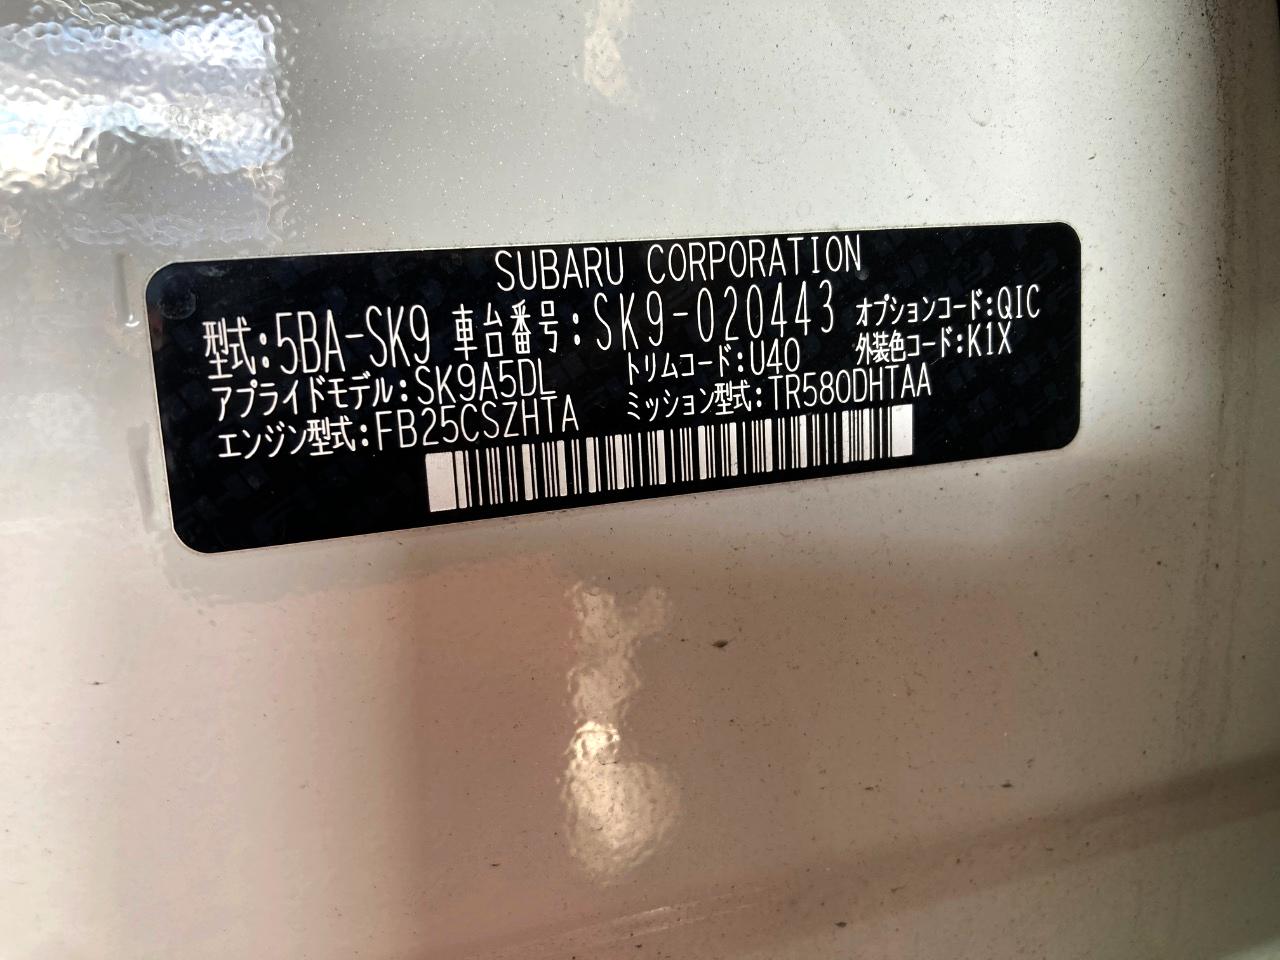 SUBARU CORPORATION
型式:5BA-SK9 車台番号:SK9-020443 オプションコード:QIC
アプライドモデル:SK9A5DL トリムコード:U40 外装色コード:K1X
エンジン型式:FB25CSZHTA ミッション型式:TR580DHTAA